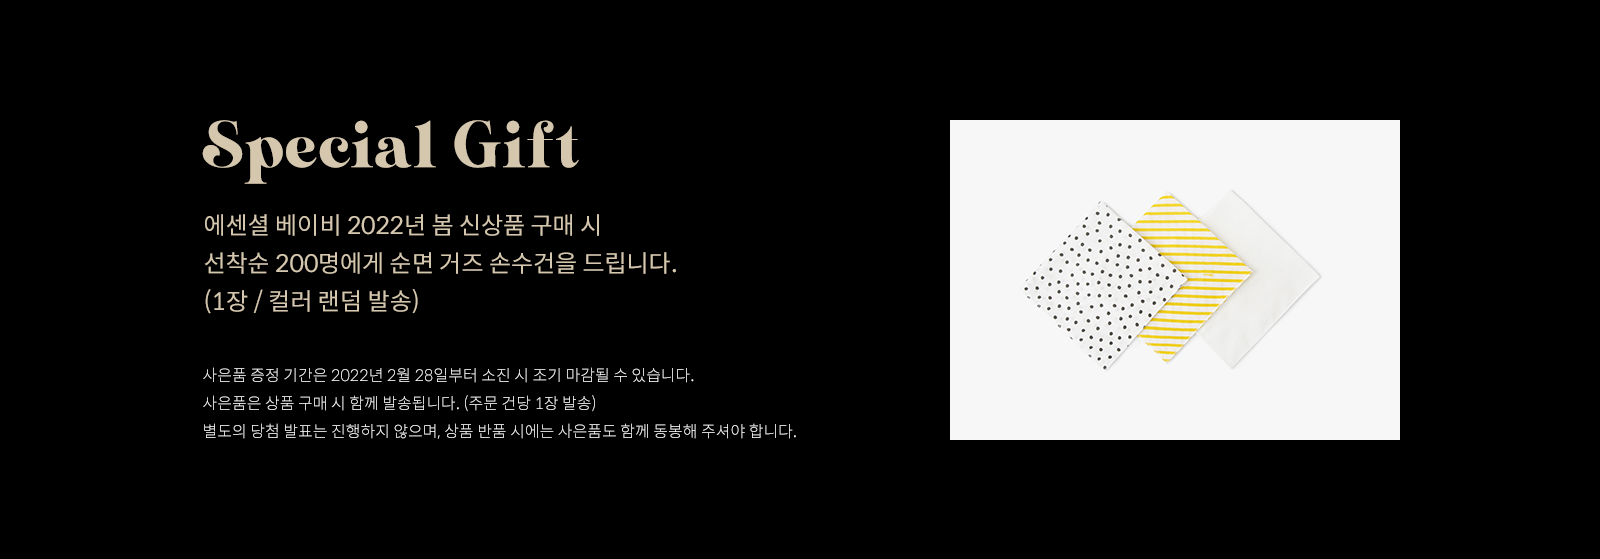 Special Gift
에센셜 베이비 2022년 봄 신상품 구매 시
선착순 200명에게 순면 거즈 손수건을 드립니다.
(1장 / 컬러 랜덤 발송)
사은품 증정 기간은 2022년 2월 28일부터 소진 시 조기 마감될 수 있습니다.
사은품은 상품 구매 시 함께 발송됩니다. (주문 건당 1장 발송)
별도의 당첨 발표는 진행하지 않으며, 상품 반품 시에는 사은품도 함께 동봉해 주셔야 합니다.